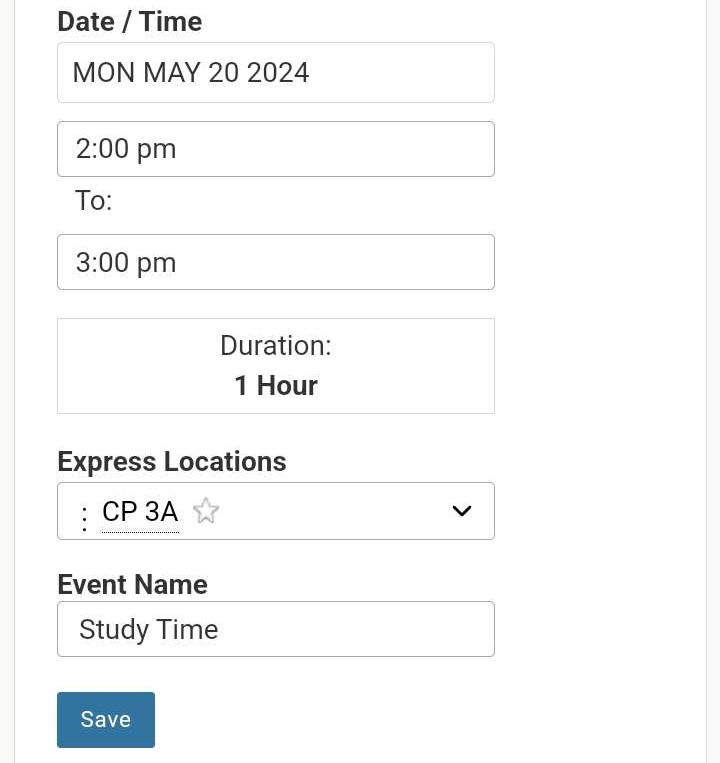 Date / Time
MON MAY 20 2024
2:00 pm
To:
3:00 pm
Duration:
1 Hour
Express Locations
CP 3A
Event Name
Study Time
Save